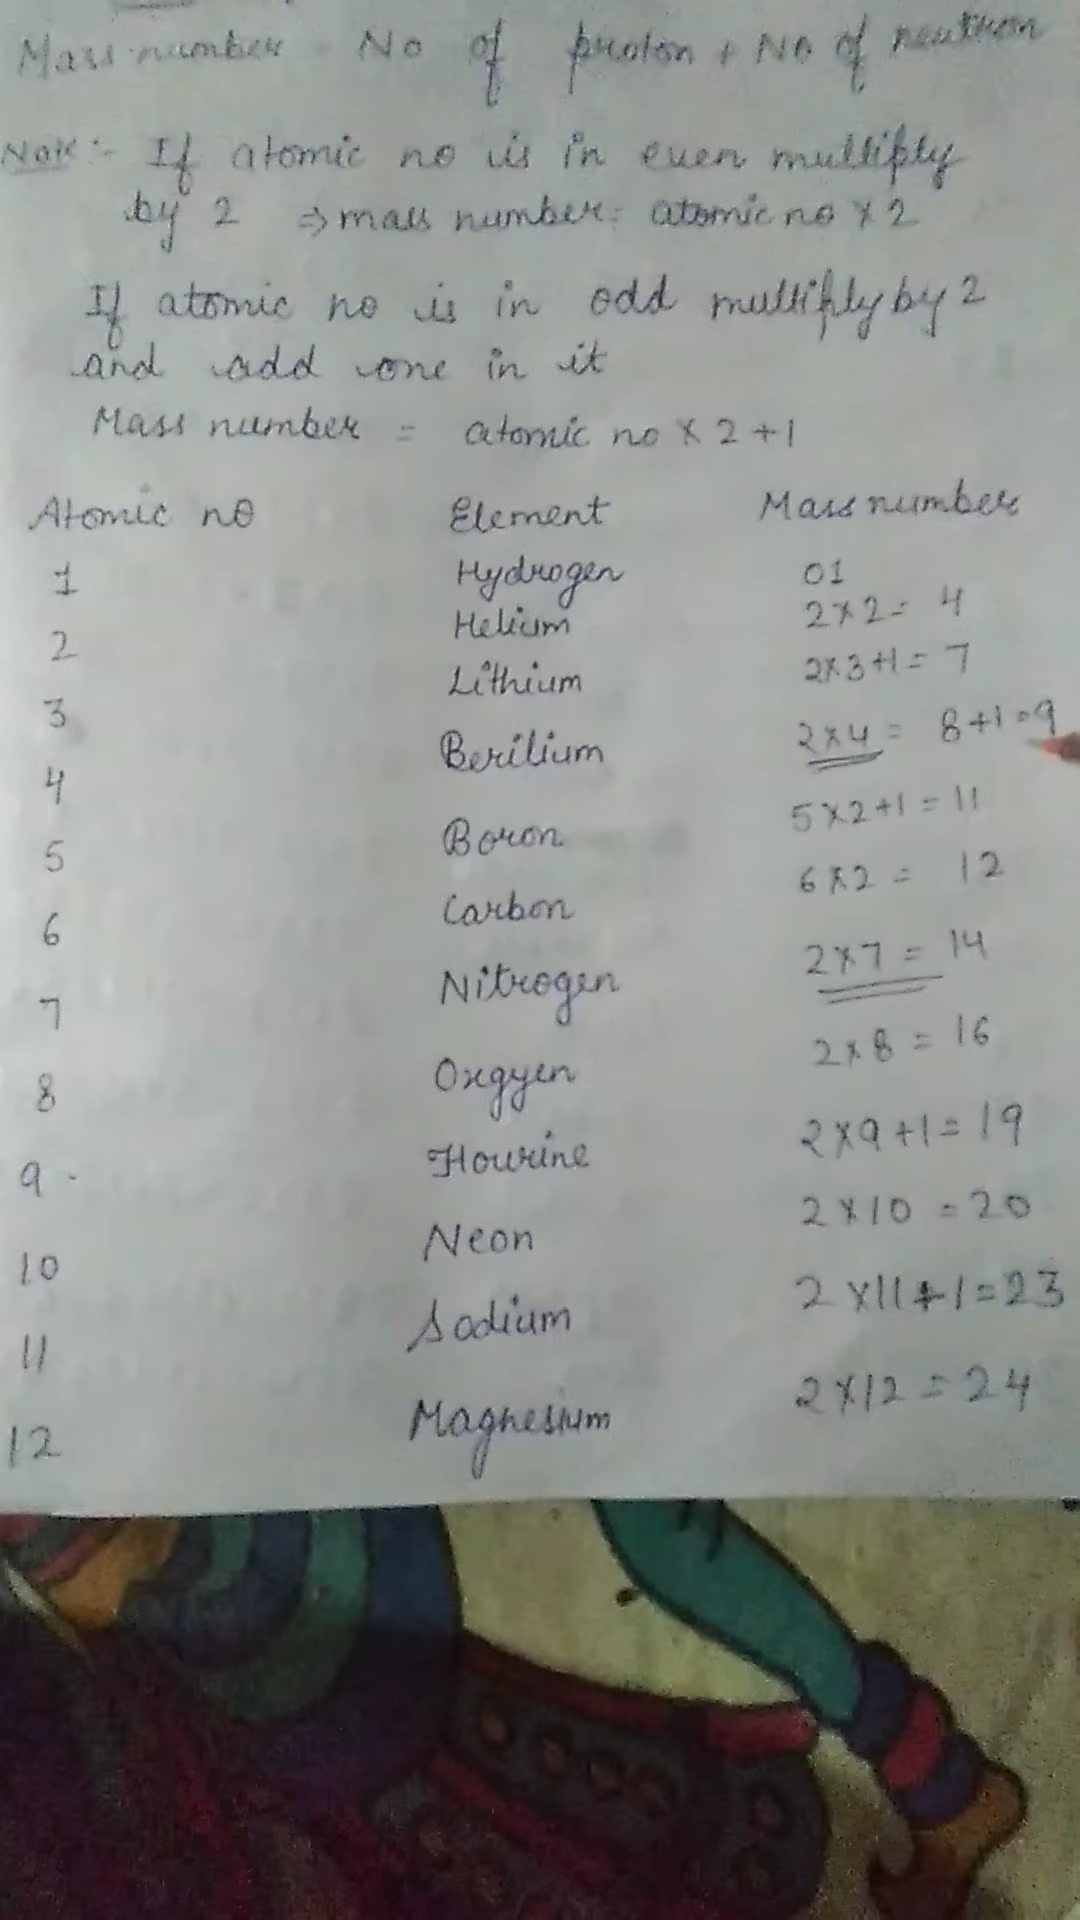 Mass number = No of proton + No of neutron
Note :- If atomic no is in even multiply
by 2 ⇒ mass number = atomic no × 2
If atomic no is in odd multiply by 2
and add one in it
Mass number = atomic no × 2 + 1
Atomic no Element Mass number
1 Hydrogen 01
2 Helium 2×2 = 4
3 Lithium 2×3+1 = 7
4 Berilium 2×4 = 8+1=9
5 Boron 5×2+1 = 11
6 Carbon 6×2 = 12
7 Nitrogen 2×7 = 14
8 Oxgyen 2×8 = 16
9 Flourine 2×9+1 = 19
10 Neon 2×10 = 20
11 Sodium 2×11+1=23
12 Magnesium 2×12 = 24